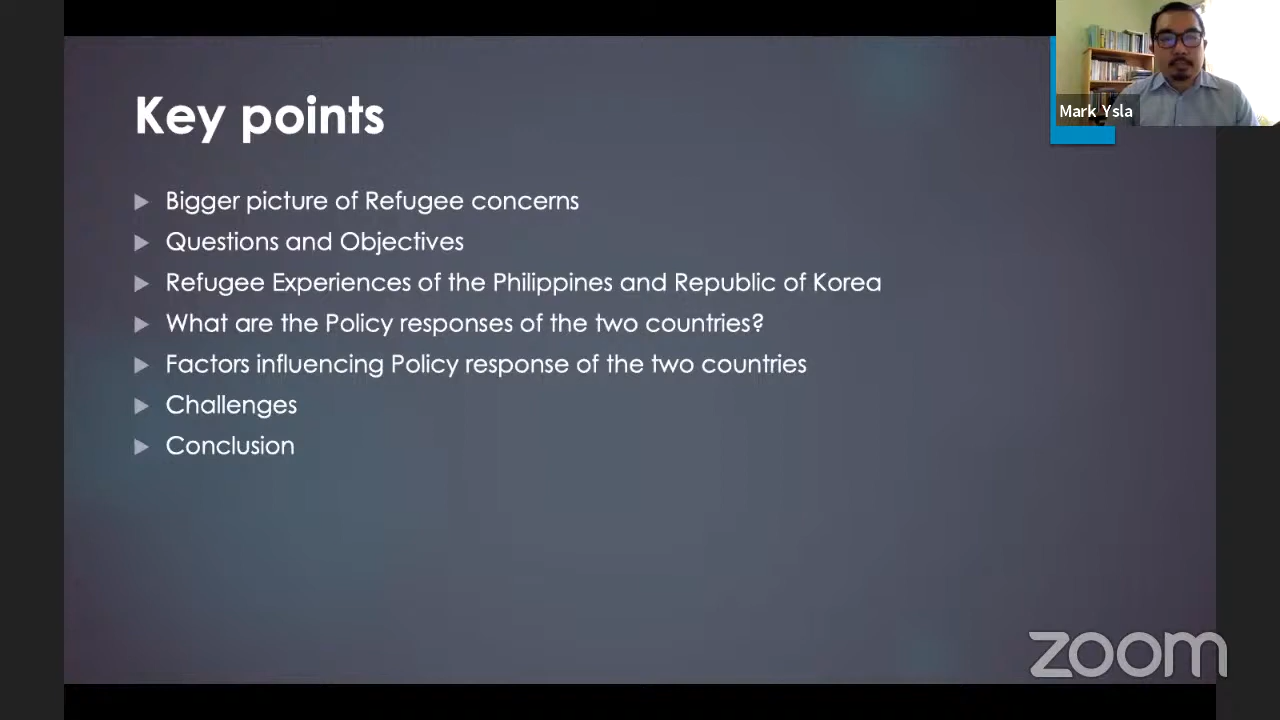 Mark Ysla
Key points
Bigger picture of Refugee concerns
Questions and Objectives
Refugee Experiences of the Philippines and Republic of Korea
What are the Policy responses of the two countries?
Factors influencing Policy response of the two countries
Challenges
Conclusion
zoom